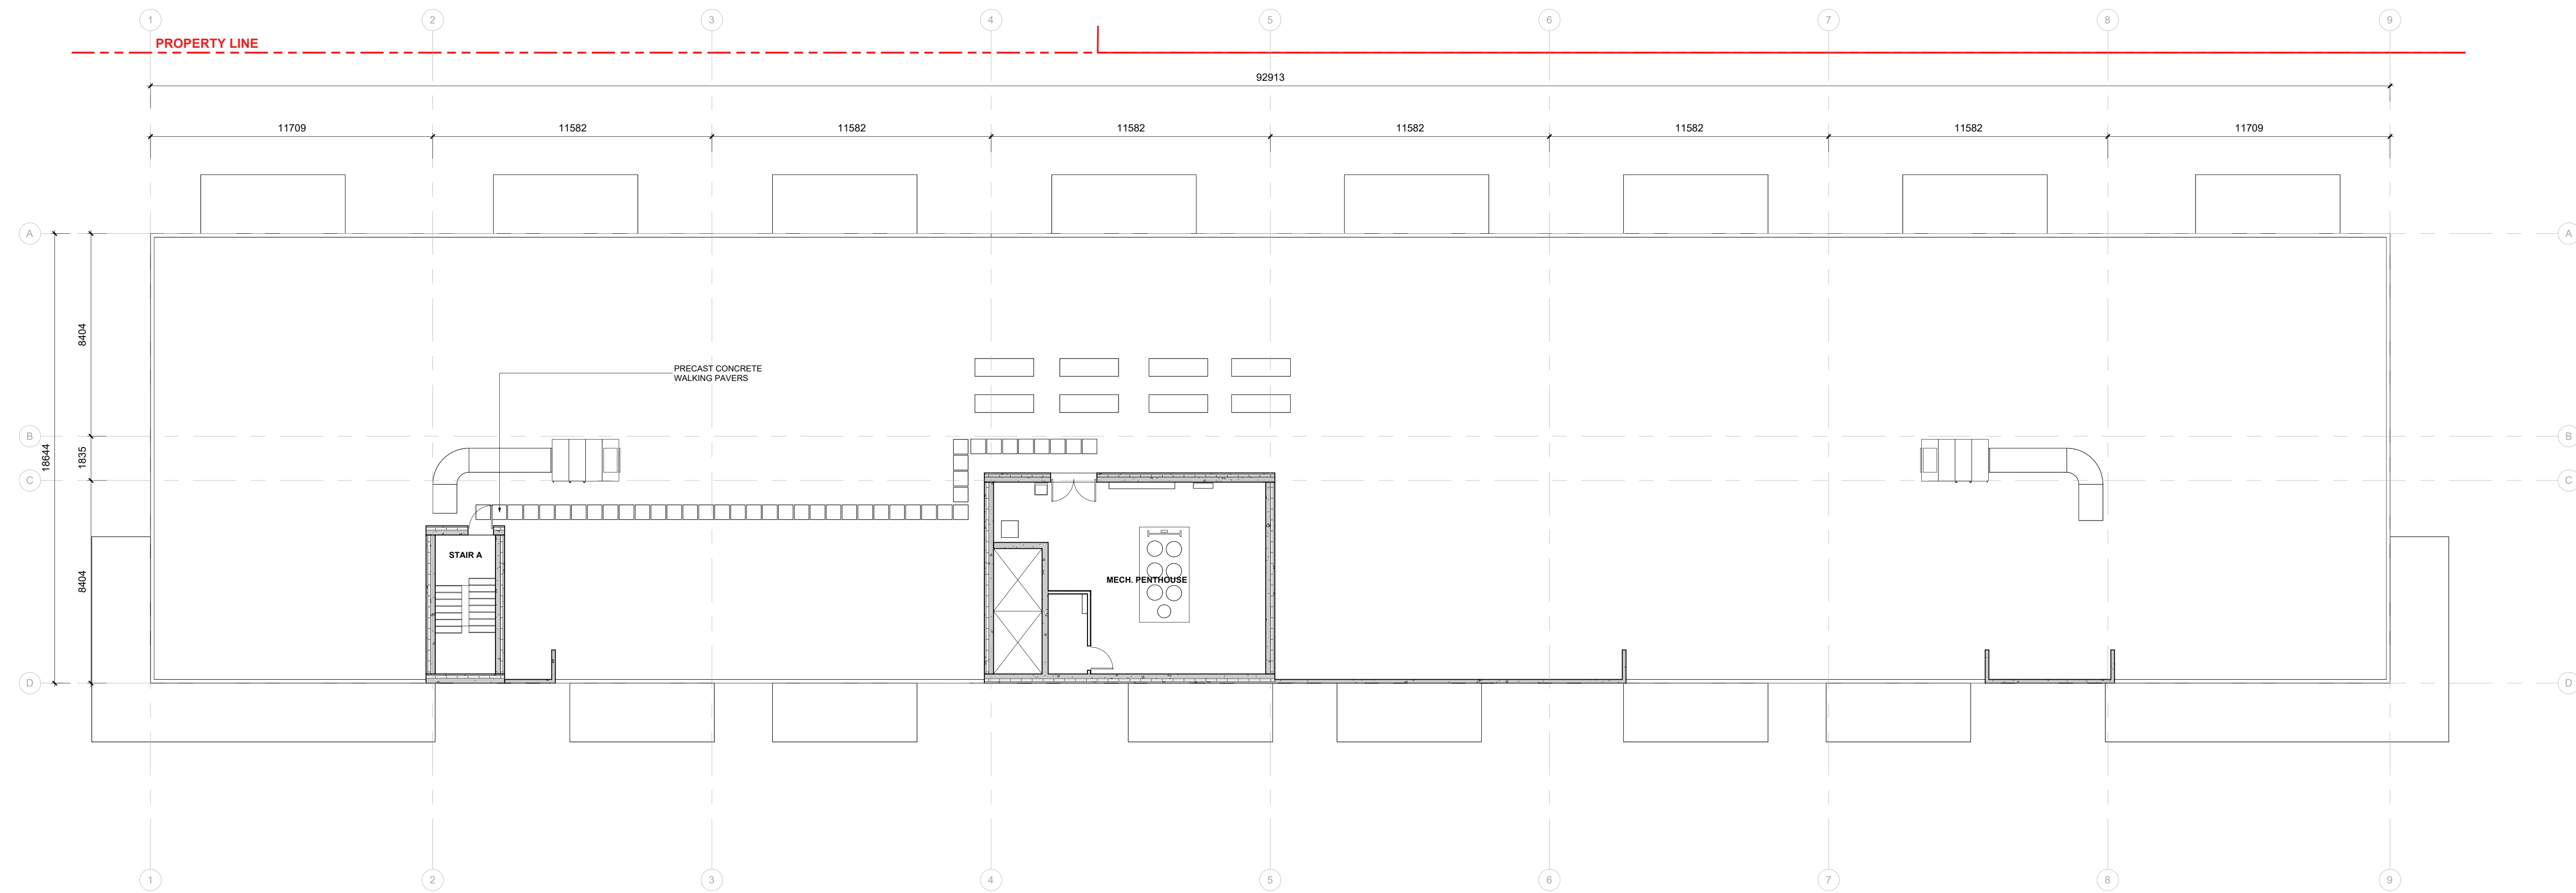 1 2 3 4 5 6 7 8 9
PROPERTY LINE
92913
11709 11582 11582 11582 11582 11582 11582 11709
A A
8404
PRECAST CONCRETE
WALKING PAVERS
B B
18644
1835
C C
STAIR A
8404
MECH. PENTHOUSE
D D
1 2 3 4 5 6 7 8 9